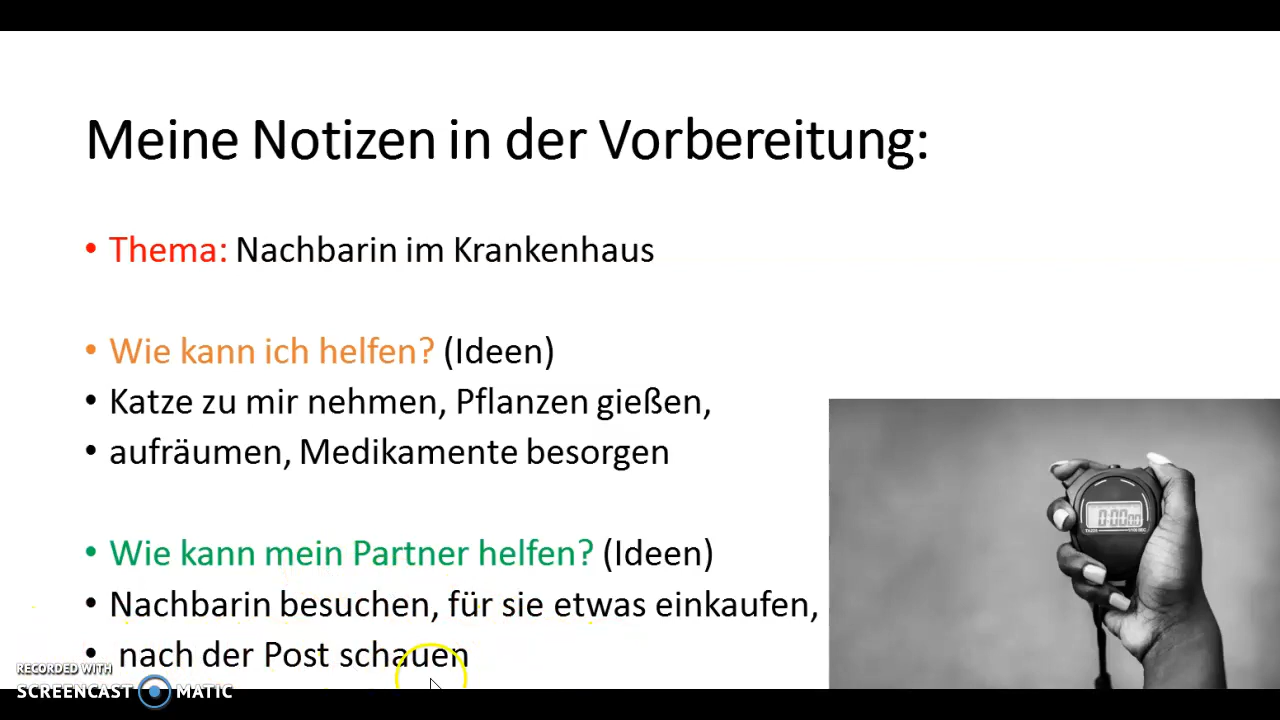 Meine Notizen in der Vorbereitung:
• Thema: Nachbarin im Krankenhaus
• Wie kann ich helfen? (Ideen)
• Katze zu mir nehmen, Pflanzen gießen,
• aufräumen, Medikamente besorgen
• Wie kann mein Partner helfen? (Ideen)
• Nachbarin besuchen, für sie etwas einkaufen,
• nach der Post schauen
0:00
RECORDED WITH
SCREENCAST MATIC